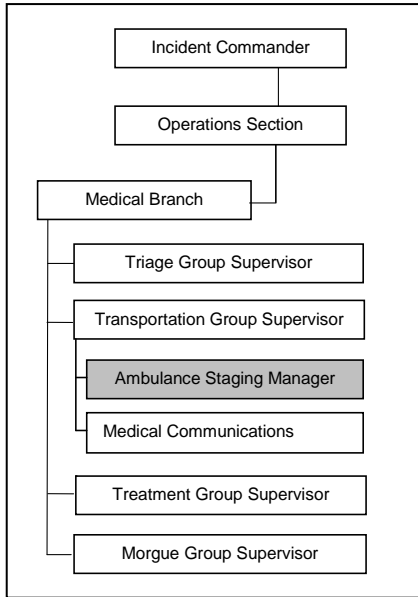 Incident Commander
Operations Section
Medical Branch
Triage Group Supervisor
Transportation Group Supervisor
Ambulance Staging Manager
Medical Communications
Treatment Group Supervisor
Morgue Group Supervisor